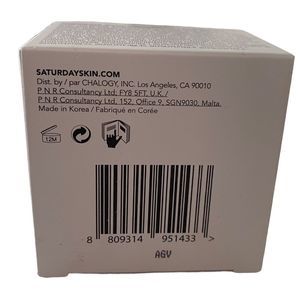 SATURDAYSKIN.COM
Dist. by / par CHALOGY, INC. Los Angeles, CA 90010
P N R Consultancy Ltd; FY8 5FT, U.K. /
P N R Consultancy Ltd, 152, Office 9, SGN9030, Malta.
Made in Korea / Fabriqué en Corée
12M
8 809314 951433 >
AGV